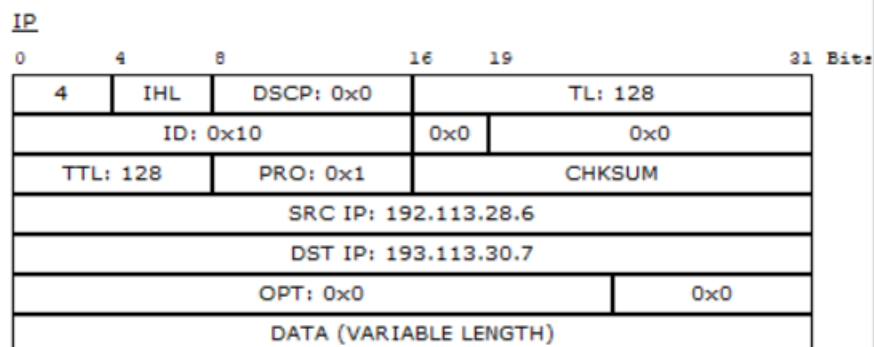 IP
0 4 8 16 19 31 Bits
4 IHL DSCP: 0x0 TL: 128
ID: 0x10 0x0 0x0
TTL: 128 PRO: 0x1 CHKSUM
SRC IP: 192.113.28.6
DST IP: 193.113.30.7
OPT: 0x0 0x0
DATA (VARIABLE LENGTH)